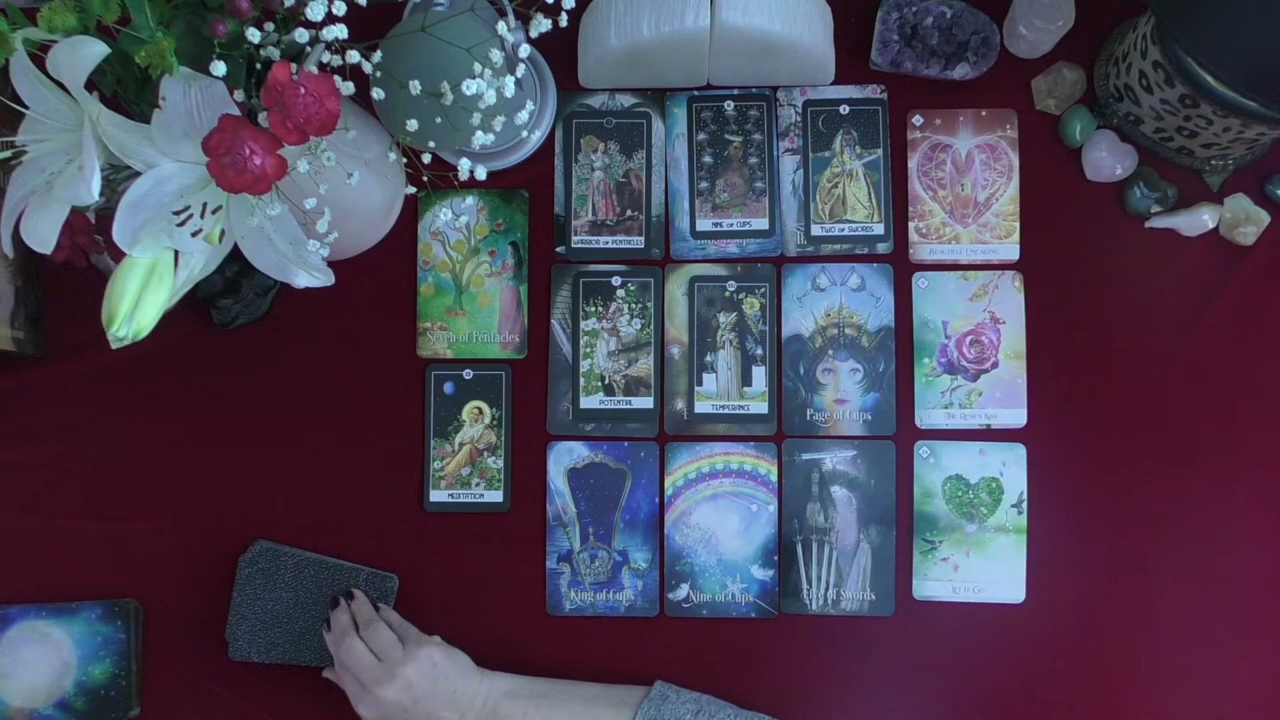 WARRIOR OF PENTACLES
NINE OF CUPS
TWO OF SWORDS
Seven of Pentacles
POTENTIAL
TEMPERANCE
Page of Cups
The Rose's Kiss
MEDITATION
King of Cups
Nine of Cups
Five of Swords
Let It Go